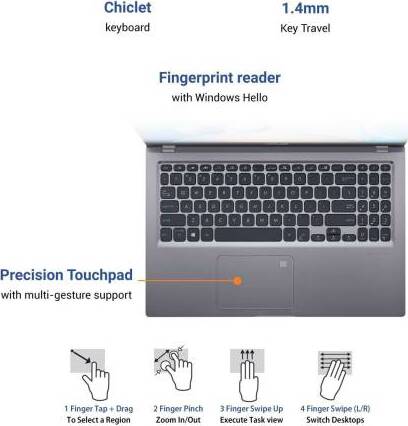 Chiclet
keyboard
1.4mm
Key Travel
Fingerprint reader
with Windows Hello
Precision Touchpad
with multi-gesture support
1 Finger Tap + Drag
To Select a Region
2 Finger Pinch
Zoom In/Out
3 Finger Swipe Up
Execute Task view
4 Finger Swipe (L/R)
Switch Desktops